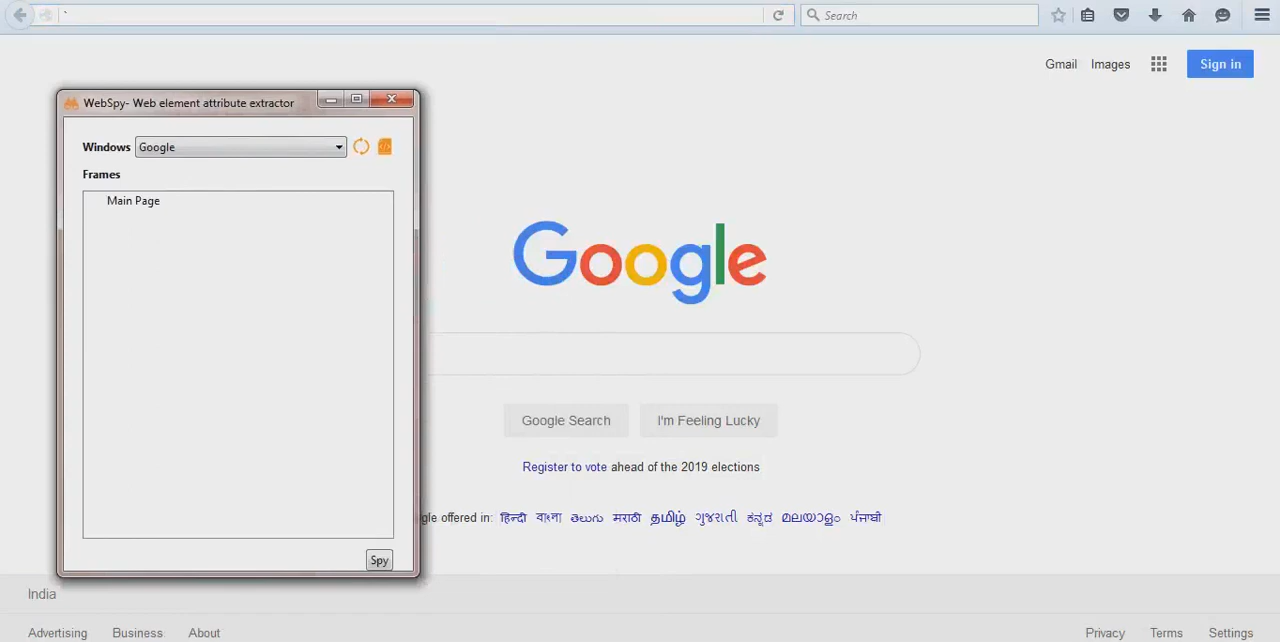 `
Search
Gmail Images Sign in
WebSpy- Web element attribute extractor
Windows Google
Frames
Main Page
Google
Google Search I'm Feeling Lucky
Register to vote ahead of the 2019 elections
gle offered in: हिन्दी বাংলা తెలుగు मराठी தமிழ் ગુજરાતી ಕನ್ನಡ മലയാളം ਪੰਜਾਬੀ
Spy
India
Advertising Business About Privacy Terms Settings